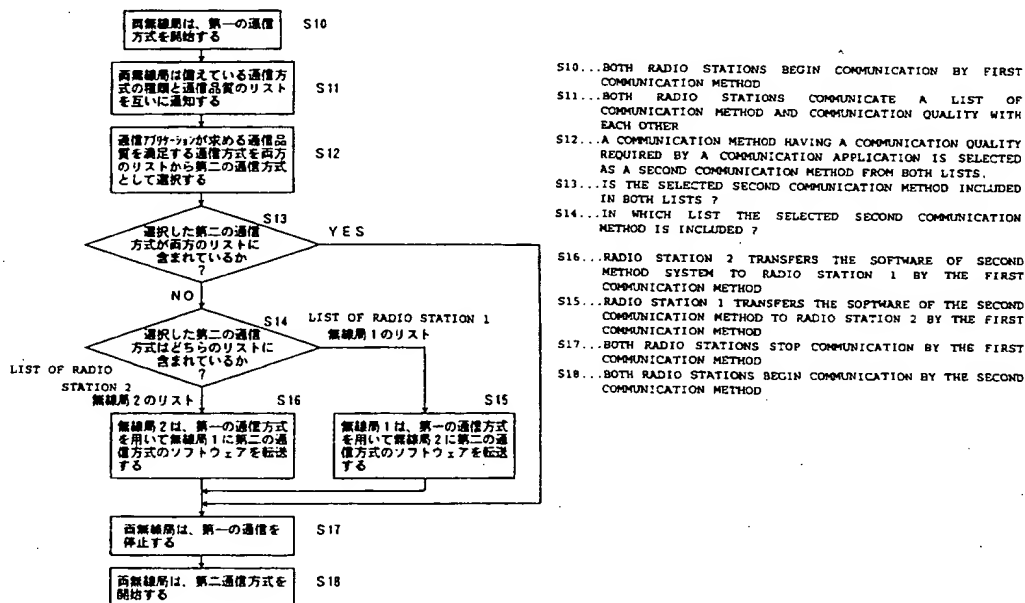 両無線局は、第一の通信
方式を開始する
S10
両無線局は備えている通信方
式の種類と通信品質のリスト
を互いに通知する
S11
通信アプリケーションが求める通信品
質を満足する通信方式を両方
のリストから第二の通信方式
として選択する
S12
S13
選択した第二の通信
方式が両方のリストに
含まれているか
?
YES
NO
S14
選択した第二の通信
方式はどちらのリストに
含まれているか
?
LIST OF RADIO STATION 1
無線局1のリスト
LIST OF RADIO
STATION 2
無線局2のリスト
S16
無線局2は、第一の通信方式
を用いて無線局1に第二の通
信方式のソフトウェアを転送
する
S15
無線局1は、第一の通信方式
を用いて無線局2に第二の通
信方式のソフトウェアを転送
する
両無線局は、第一の通信を
停止する
S17
両無線局は、第二通信方式を
開始する
S18
S10...BOTH RADIO STATIONS BEGIN COMMUNICATION BY FIRST
COMMUNICATION METHOD
S11...BOTH RADIO STATIONS COMMUNICATE A LIST OF
COMMUNICATION METHOD AND COMMUNICATION QUALITY WITH
EACH OTHER
S12...A COMMUNICATION METHOD HAVING A COMMUNICATION QUALITY
REQUIRED BY A COMMUNICATION APPLICATION IS SELECTED
AS A SECOND COMMUNICATION METHOD FROM BOTH LISTS.
S13...IS THE SELECTED SECOND COMMUNICATION METHOD INCLUDED
IN BOTH LISTS ?
S14...IN WHICH LIST THE SELECTED SECOND COMMUNICATION
METHOD IS INCLUDED ?
S16...RADIO STATION 2 TRANSFERS THE SOFTWARE OF SECOND
METHOD SYSTEM TO RADIO STATION 1 BY THE FIRST
COMMUNICATION METHOD
S15...RADIO STATION 1 TRANSFERS THE SOFTWARE OF THE SECOND
COMMUNICATION METHOD TO RADIO STATION 2 BY THE FIRST
COMMUNICATION METHOD
S17...BOTH RADIO STATIONS STOP COMMUNICATION BY THE FIRST
COMMUNICATION METHOD
S18...BOTH RADIO STATIONS BEGIN COMMUNICATION BY THE SECOND
COMMUNICATION METHOD